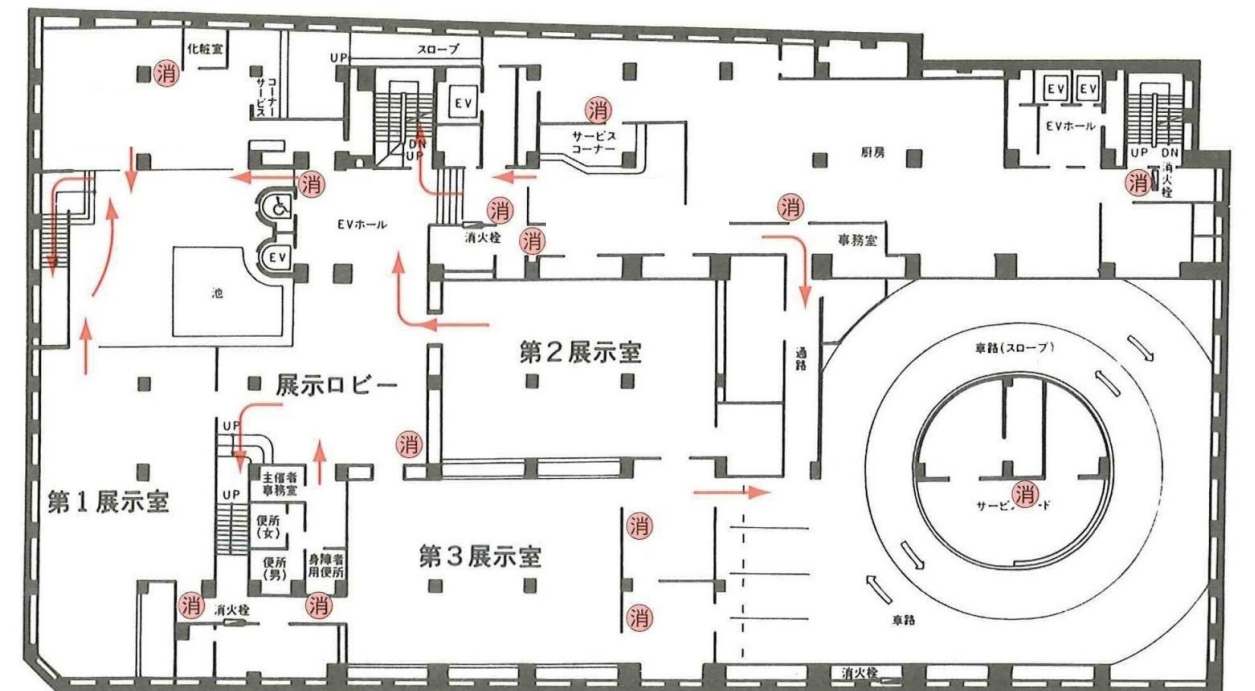 化粧室
消
UP
スロープ
コーナー
サービス
EV
DN
UP
消
サービス
コーナー
厨房
EV
EV
EVホール
UP
DN
消火栓
消
消
EVホール
消
消火栓
消
消
事務室
EV
池
第2展示室
通路
車路(スロープ)
展示ロビー
UP
消
主催者
事務室
UP
第1展示室
便所
(女)
便所
(男)
身障者
用便所
第3展示室
消
消
サービ
ド
消
消火栓
消
消
車路
消火栓